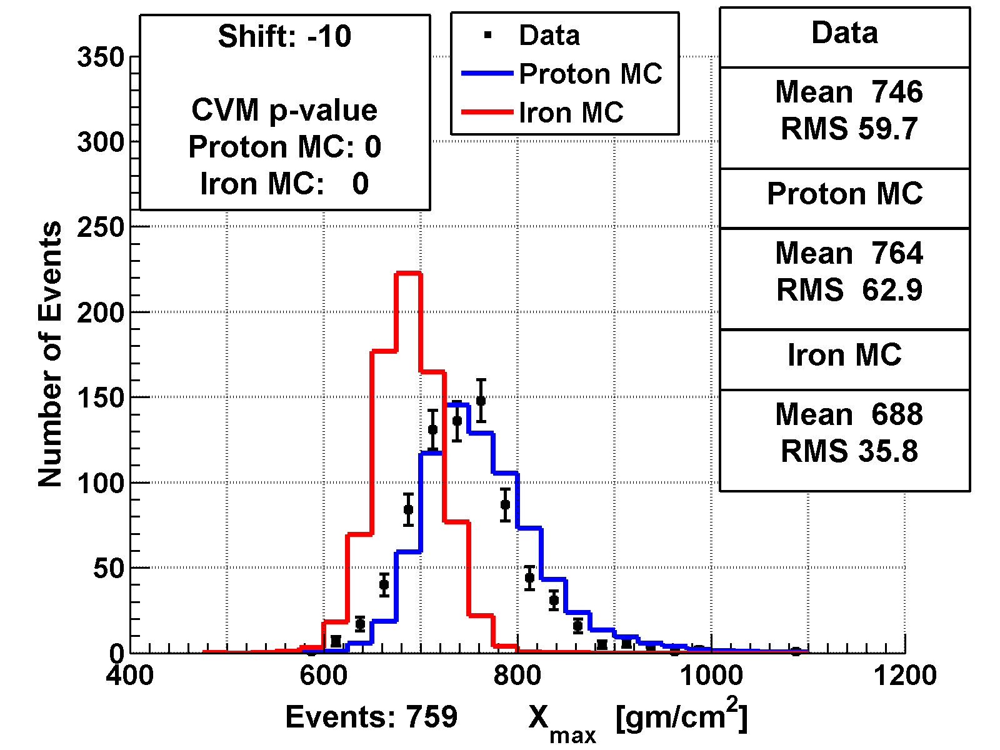 Shift: -10
CVM p-value
Proton MC: 0
Iron MC: 0
Data
Proton MC
Iron MC
Data
Mean 746
RMS 59.7
Proton MC
Mean 764
RMS 62.9
Iron MC
Mean 688
RMS 35.8
Number of Events
350
300
250
200
150
100
50
0
400 600 800 1000 1200
Events: 759 Xmax [gm/cm²]